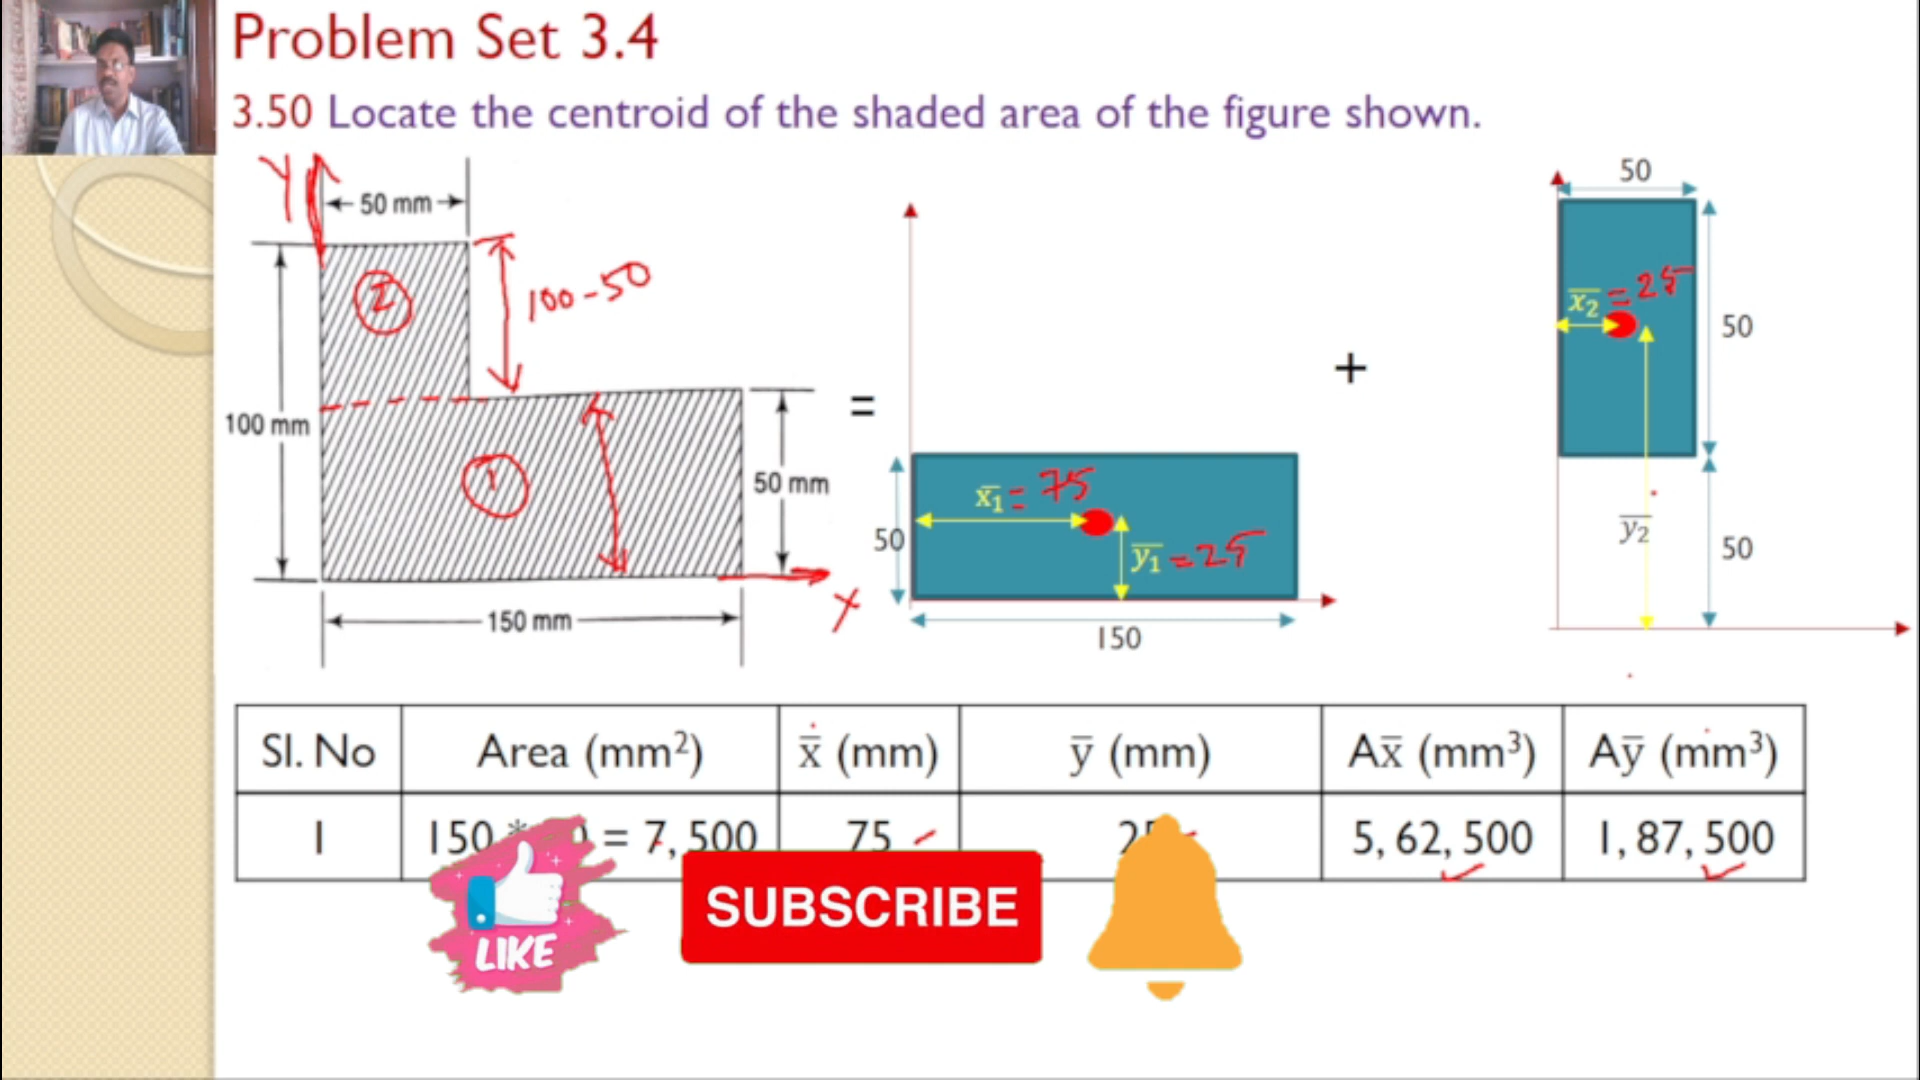 Problem Set 3.4
3.50 Locate the centroid of the shaded area of the figure shown.
Y
50 mm
2
100-50
100 mm
1
50 mm
150 mm
X
=
50
x̄₁ = 75
ȳ₁ = 25
150
+
50
x̄₂ = 25
50
ȳ₂
50
Sl. No Area (mm²) x̄ (mm) ȳ (mm) Ax̄ (mm³) Aȳ (mm³)
1 150 * = 7,500 75 5,62,500 1,87,500
LIKE
SUBSCRIBE